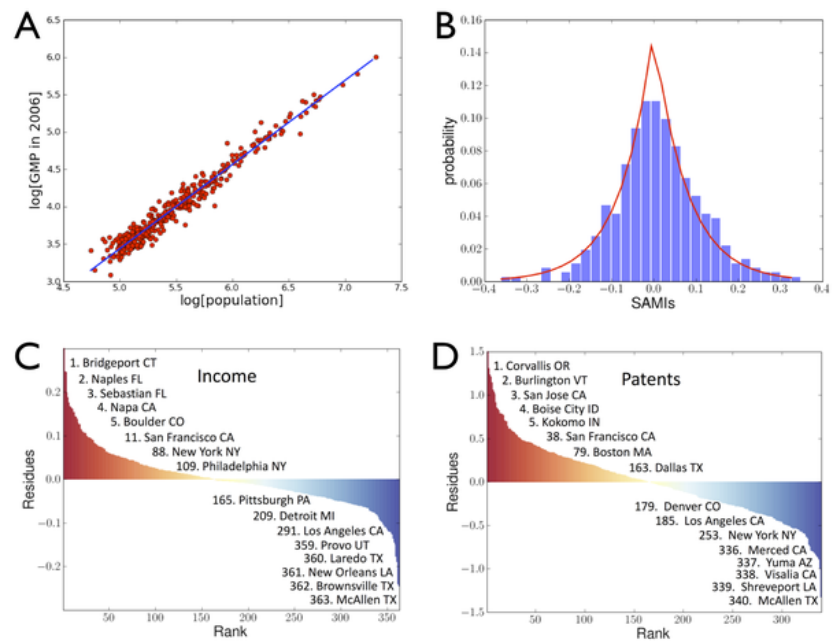 A
6.5
6.0
5.5
5.0
4.5
4.0
3.5
3.0
log[GMP in 2006]
4.5 5.0 5.5 6.0 6.5 7.0 7.5
log[population]
B
0.16
0.14
0.12
0.10
0.08
0.06
0.04
0.02
0.00
probability
−0.4 −0.3 −0.2 −0.1 0.0 0.1 0.2 0.3 0.4
SAMIs
C
Income
1. Bridgeport CT
2. Naples FL
3. Sebastian FL
4. Napa CA
5. Boulder CO
11. San Francisco CA
88. New York NY
109. Philadelphia NY
165. Pittsburgh PA
209. Detroit MI
291. Los Angeles CA
359. Provo UT
360. Laredo TX
361. New Orleans LA
362. Brownsville TX
363. McAllen TX
0.2
0.1
0.0
−0.1
−0.2
Residues
50 100 150 200 250 300 350
Rank
D
Patents
1. Corvallis OR
2. Burlington VT
3. San Jose CA
4. Boise City ID
5. Kokomo IN
38. San Francisco CA
79. Boston MA
163. Dallas TX
179. Denver CO
185. Los Angeles CA
253. New York NY
336. Merced CA
337. Yuma AZ
338. Visalia CA
339. Shreveport LA
340. McAllen TX
1.5
1.0
0.5
0.0
−0.5
−1.0
−1.5
Residues
50 100 150 200 250 300
Rank